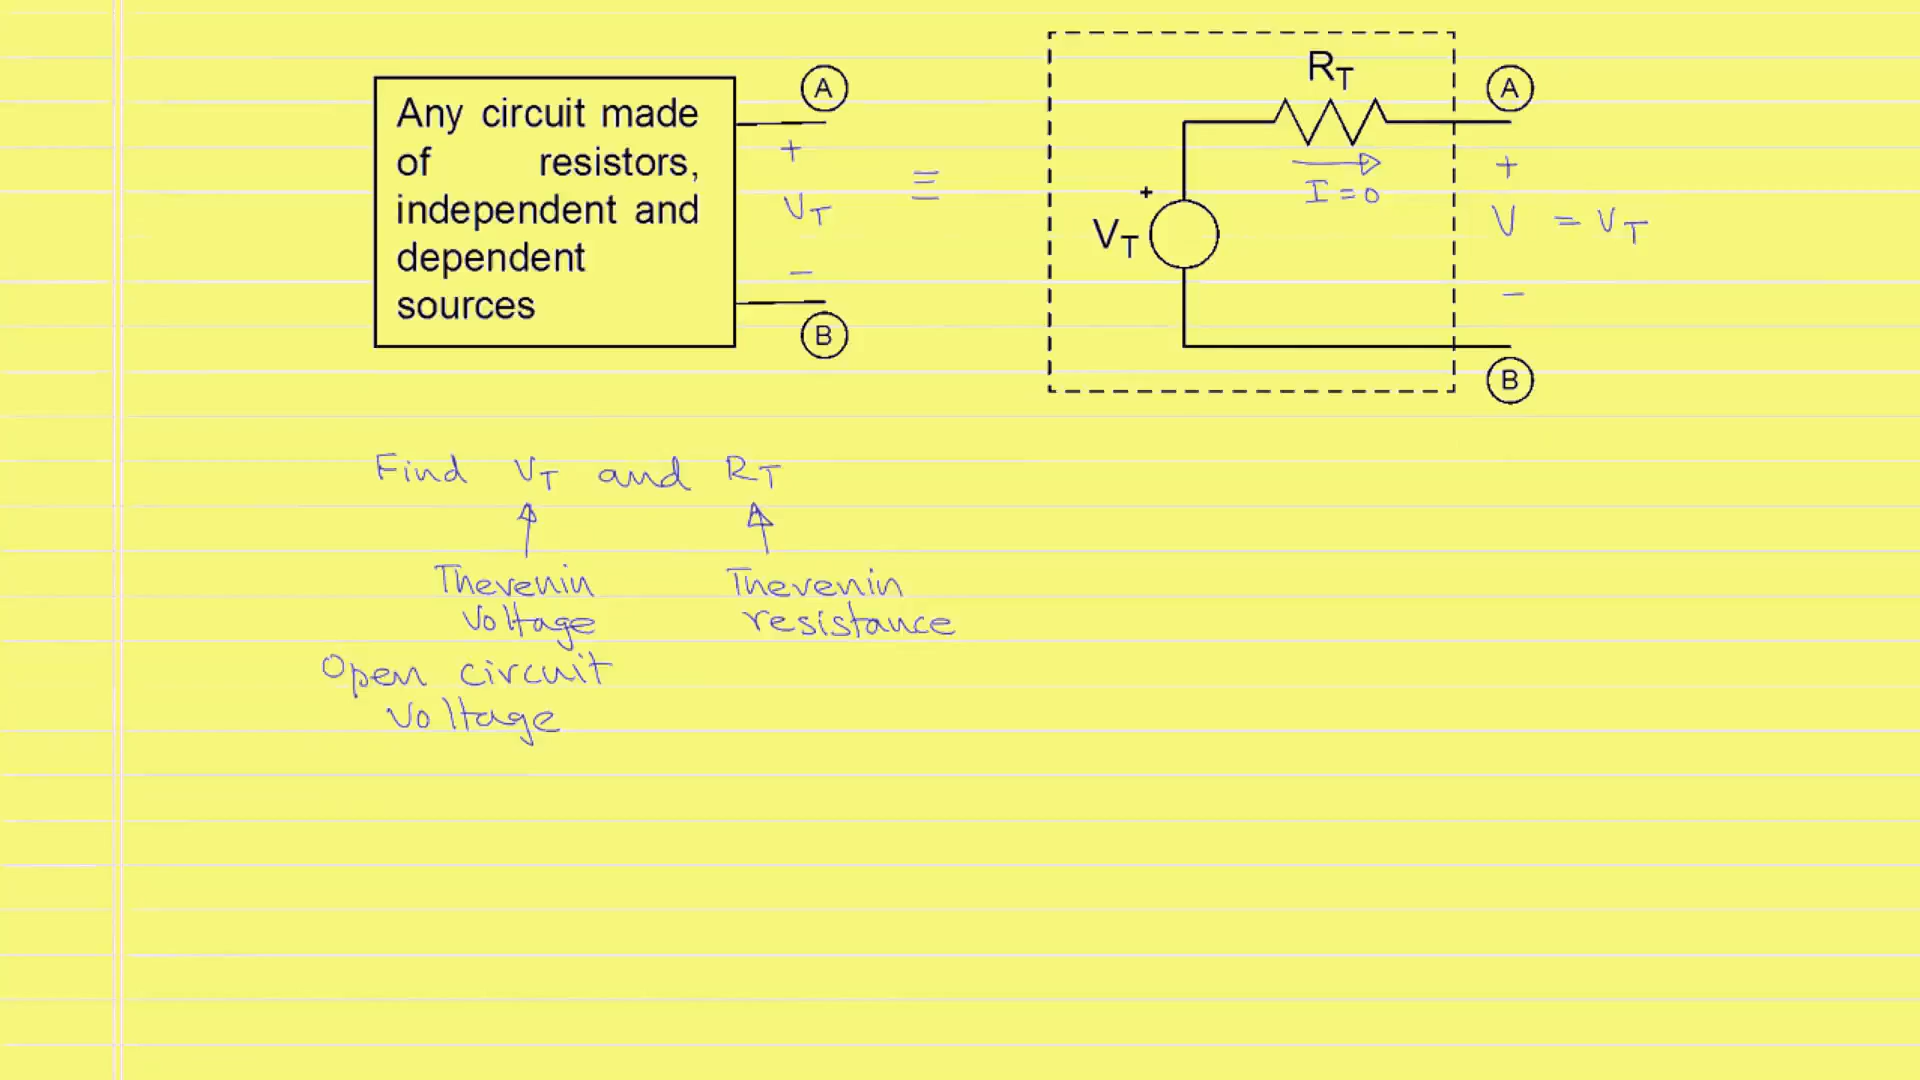 Any circuit made
of resistors,
independent and
dependent
sources
A
+
VT
−
B
≡
RT
I = 0
+
VT
A
+
V = VT
−
B
Find VT and RT
Thevenin
Voltage
Thevenin
resistance
Open circuit
Voltage